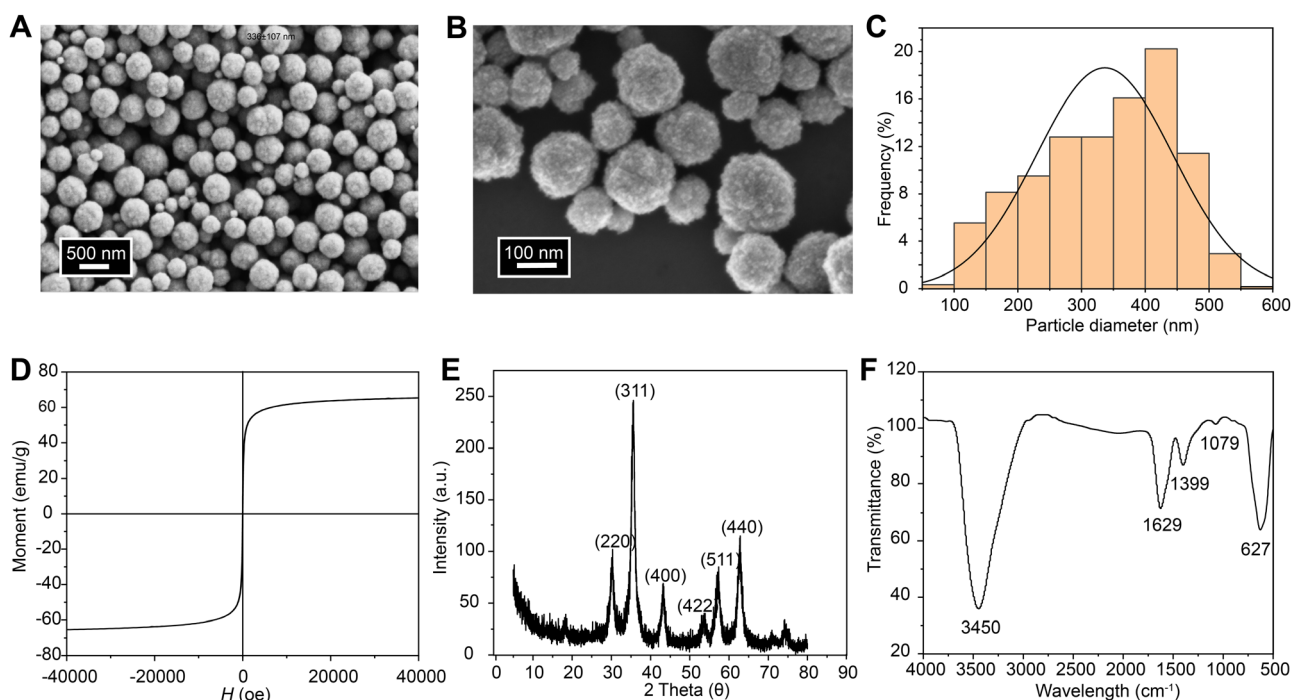 A
336±107 nm
500 nm
B
100 nm
C
Frequency (%)
20
16
12
8
4
0
100 200 300 400 500 600
Particle diameter (nm)
D
Moment (emu/g)
80
60
40
20
0
-20
-40
-60
-80
-40000 -20000 0 20000 40000
H (oe)
E
Intensity (a.u.)
250
200
150
100
50
0
(311)
(220)
(400)
(422)
(511)
(440)
0 10 20 30 40 50 60 70 80 90
2 Theta (θ)
F
Transmittance (%)
120
100
80
60
40
20
3450
1629
1399
1079
627
4000 3500 3000 2500 2000 1500 1000 500
Wavelength (cm-1)